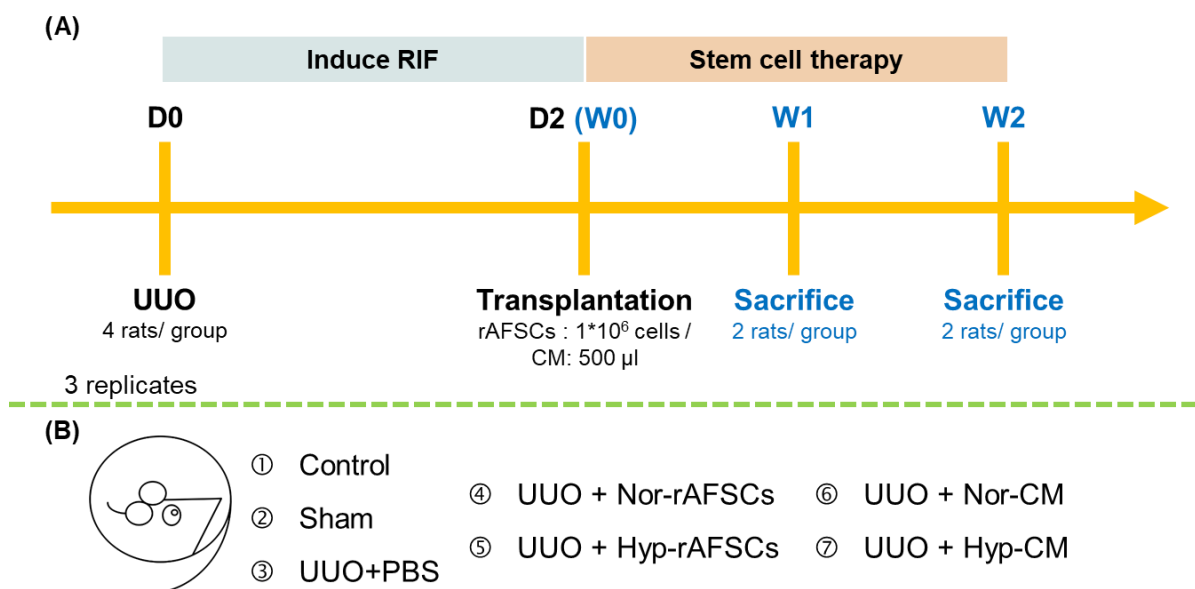 (A)
Induce RIF
Stem cell therapy
D0
D2 (W0)
W1
W2
UUO
4 rats/ group
Transplantation
rAFSCs : 1*10⁶ cells /
CM: 500 µl
Sacrifice
2 rats/ group
Sacrifice
2 rats/ group
3 replicates
(B)
① Control
② Sham
③ UUO+PBS
④ UUO + Nor-rAFSCs
⑤ UUO + Hyp-rAFSCs
⑥ UUO + Nor-CM
⑦ UUO + Hyp-CM